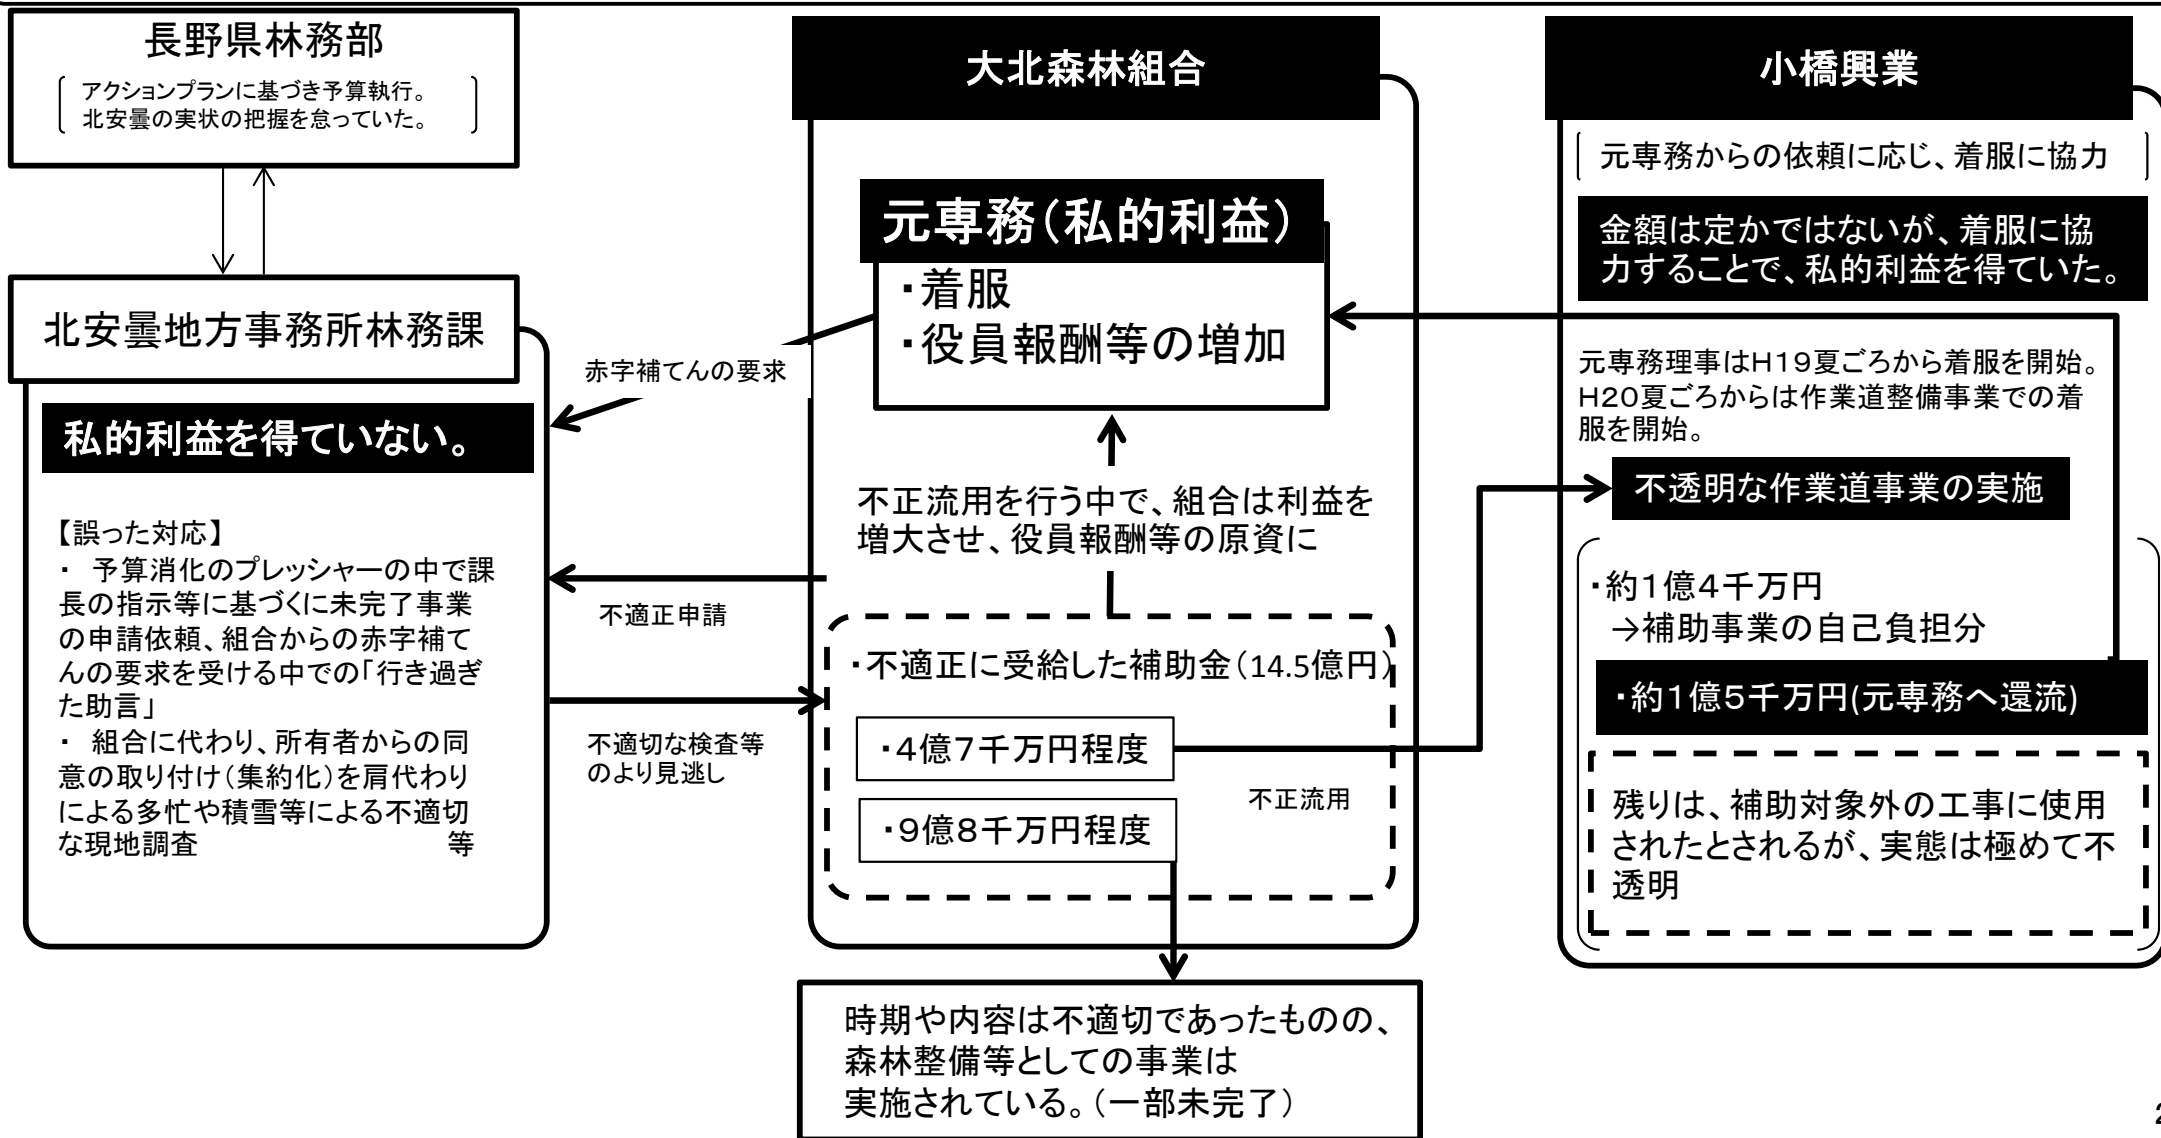 長野県林務部
アクションプランに基づき予算執行。
北安曇の実状の把握を怠っていた。
北安曇地方事務所林務課
私的利益を得ていない。
【誤った対応】
・ 予算消化のプレッシャーの中で課
長の指示等に基づくに未完了事業
の申請依頼、組合からの赤字補て
んの要求を受ける中での「行き過ぎ
た助言」
・ 組合に代わり、所有者からの同
意の取り付け(集約化)を肩代わり
による多忙や積雪等による不適切
な現地調査 等
赤字補てんの要求
不適正申請
不適切な検査等
のより見逃し
大北森林組合
元専務(私的利益)
・着服
・役員報酬等の増加
不正流用を行う中で、組合は利益を
増大させ、役員報酬等の原資に
・不適正に受給した補助金(14.5億円)
・4億7千万円程度
・9億8千万円程度
不正流用
時期や内容は不適切であったものの、
森林整備等としての事業は
実施されている。(一部未完了)
小橋興業
元専務からの依頼に応じ、着服に協力
金額は定かではないが、着服に協
力することで、私的利益を得ていた。
元専務理事はH19夏ごろから着服を開始。
H20夏ごろからは作業道整備事業での着
服を開始。
不透明な作業道事業の実施
・約1億4千万円
→補助事業の自己負担分
・約1億5千万円(元専務へ還流)
残りは、補助対象外の工事に使用
されたとされるが、実態は極めて不
透明